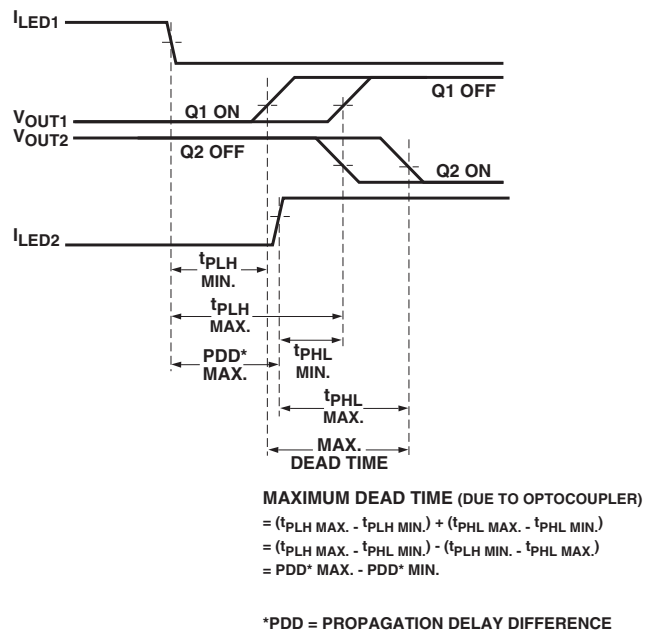 ILED1
Q1 OFF
VOUT1
Q1 ON
VOUT2
Q2 OFF
Q2 ON
ILED2
tPLH
MIN.
tPLH
MAX.
PDD*
MAX.
tPHL
MIN.
tPHL
MAX.
MAX.
DEAD TIME
MAXIMUM DEAD TIME (DUE TO OPTOCOUPLER)
= (tPLH MAX. - tPLH MIN.) + (tPHL MAX. - tPHL MIN.)
= (tPLH MAX. - tPHL MIN.) - (tPLH MIN. - tPHL MAX.)
= PDD* MAX. - PDD* MIN.
*PDD = PROPAGATION DELAY DIFFERENCE